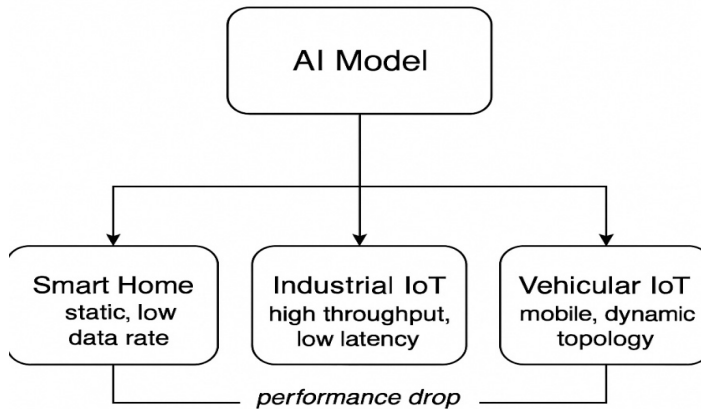 AI Model
Smart Home
static, low
data rate
Industrial IoT
high throughput,
low latency
Vehicular IoT
mobile, dynamic
topology
performance drop